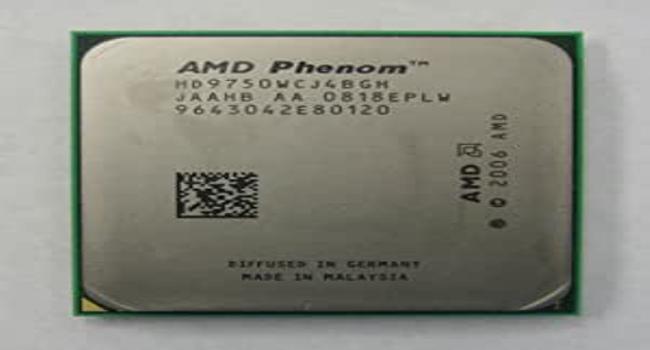 AMD Phenom™
HD9750WCJ4BGH
JAAHB AA 0818EPLW
9643042E80120
AMD
® © 2006 AMD
DIFFUSED IN GERMANY
MADE IN MALAYSIA